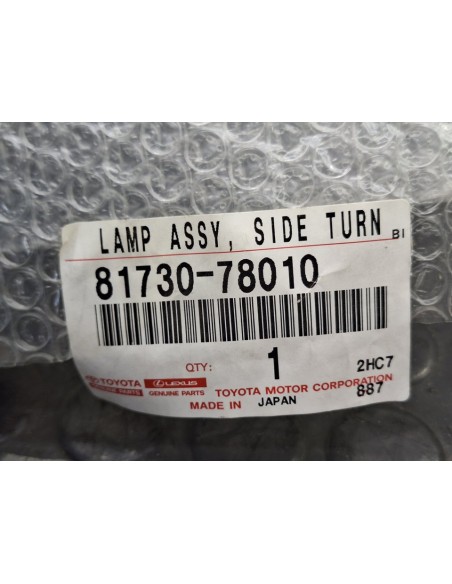 LAMP ASSY, SIDE TURN BI
81730-78010
QTY: 1 2HC7
TOYOTA LEXUS TOYOTA MOTOR CORPORATION
GENUINE PARTS GENUINE PARTS 887
MADE IN JAPAN